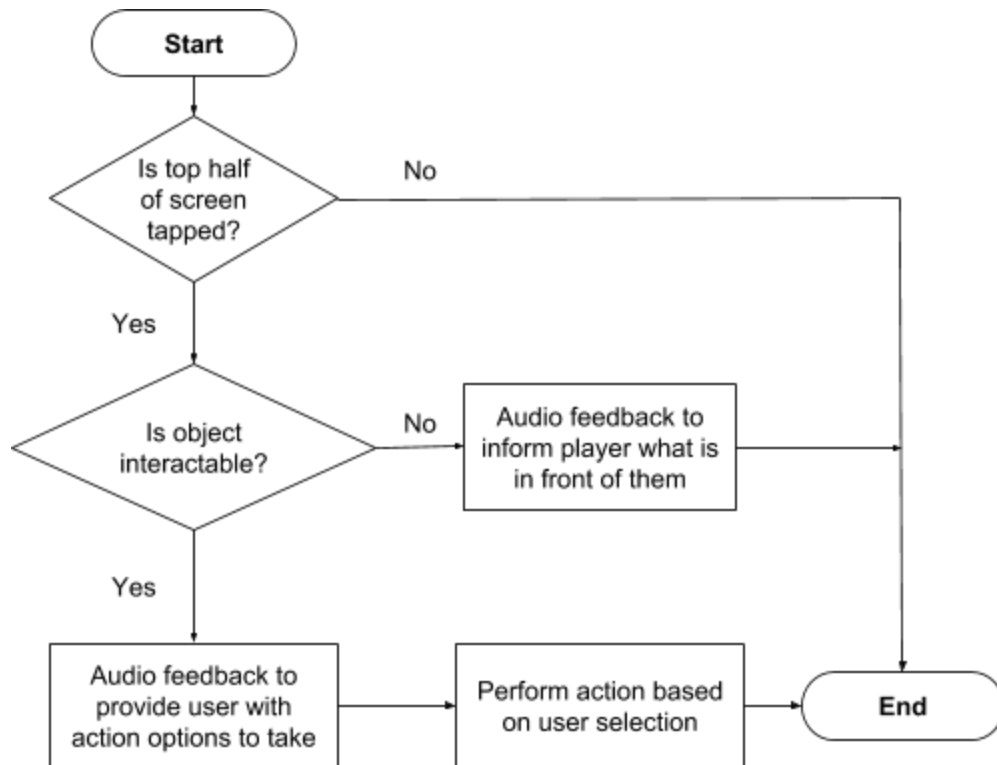 Start
Is top half
of screen
tapped?
No
Yes
Is object
interactable?
No
Audio feedback to
inform player what is
in front of them
Yes
Audio feedback to
provide user with
action options to take
Perform action based
on user selection
End